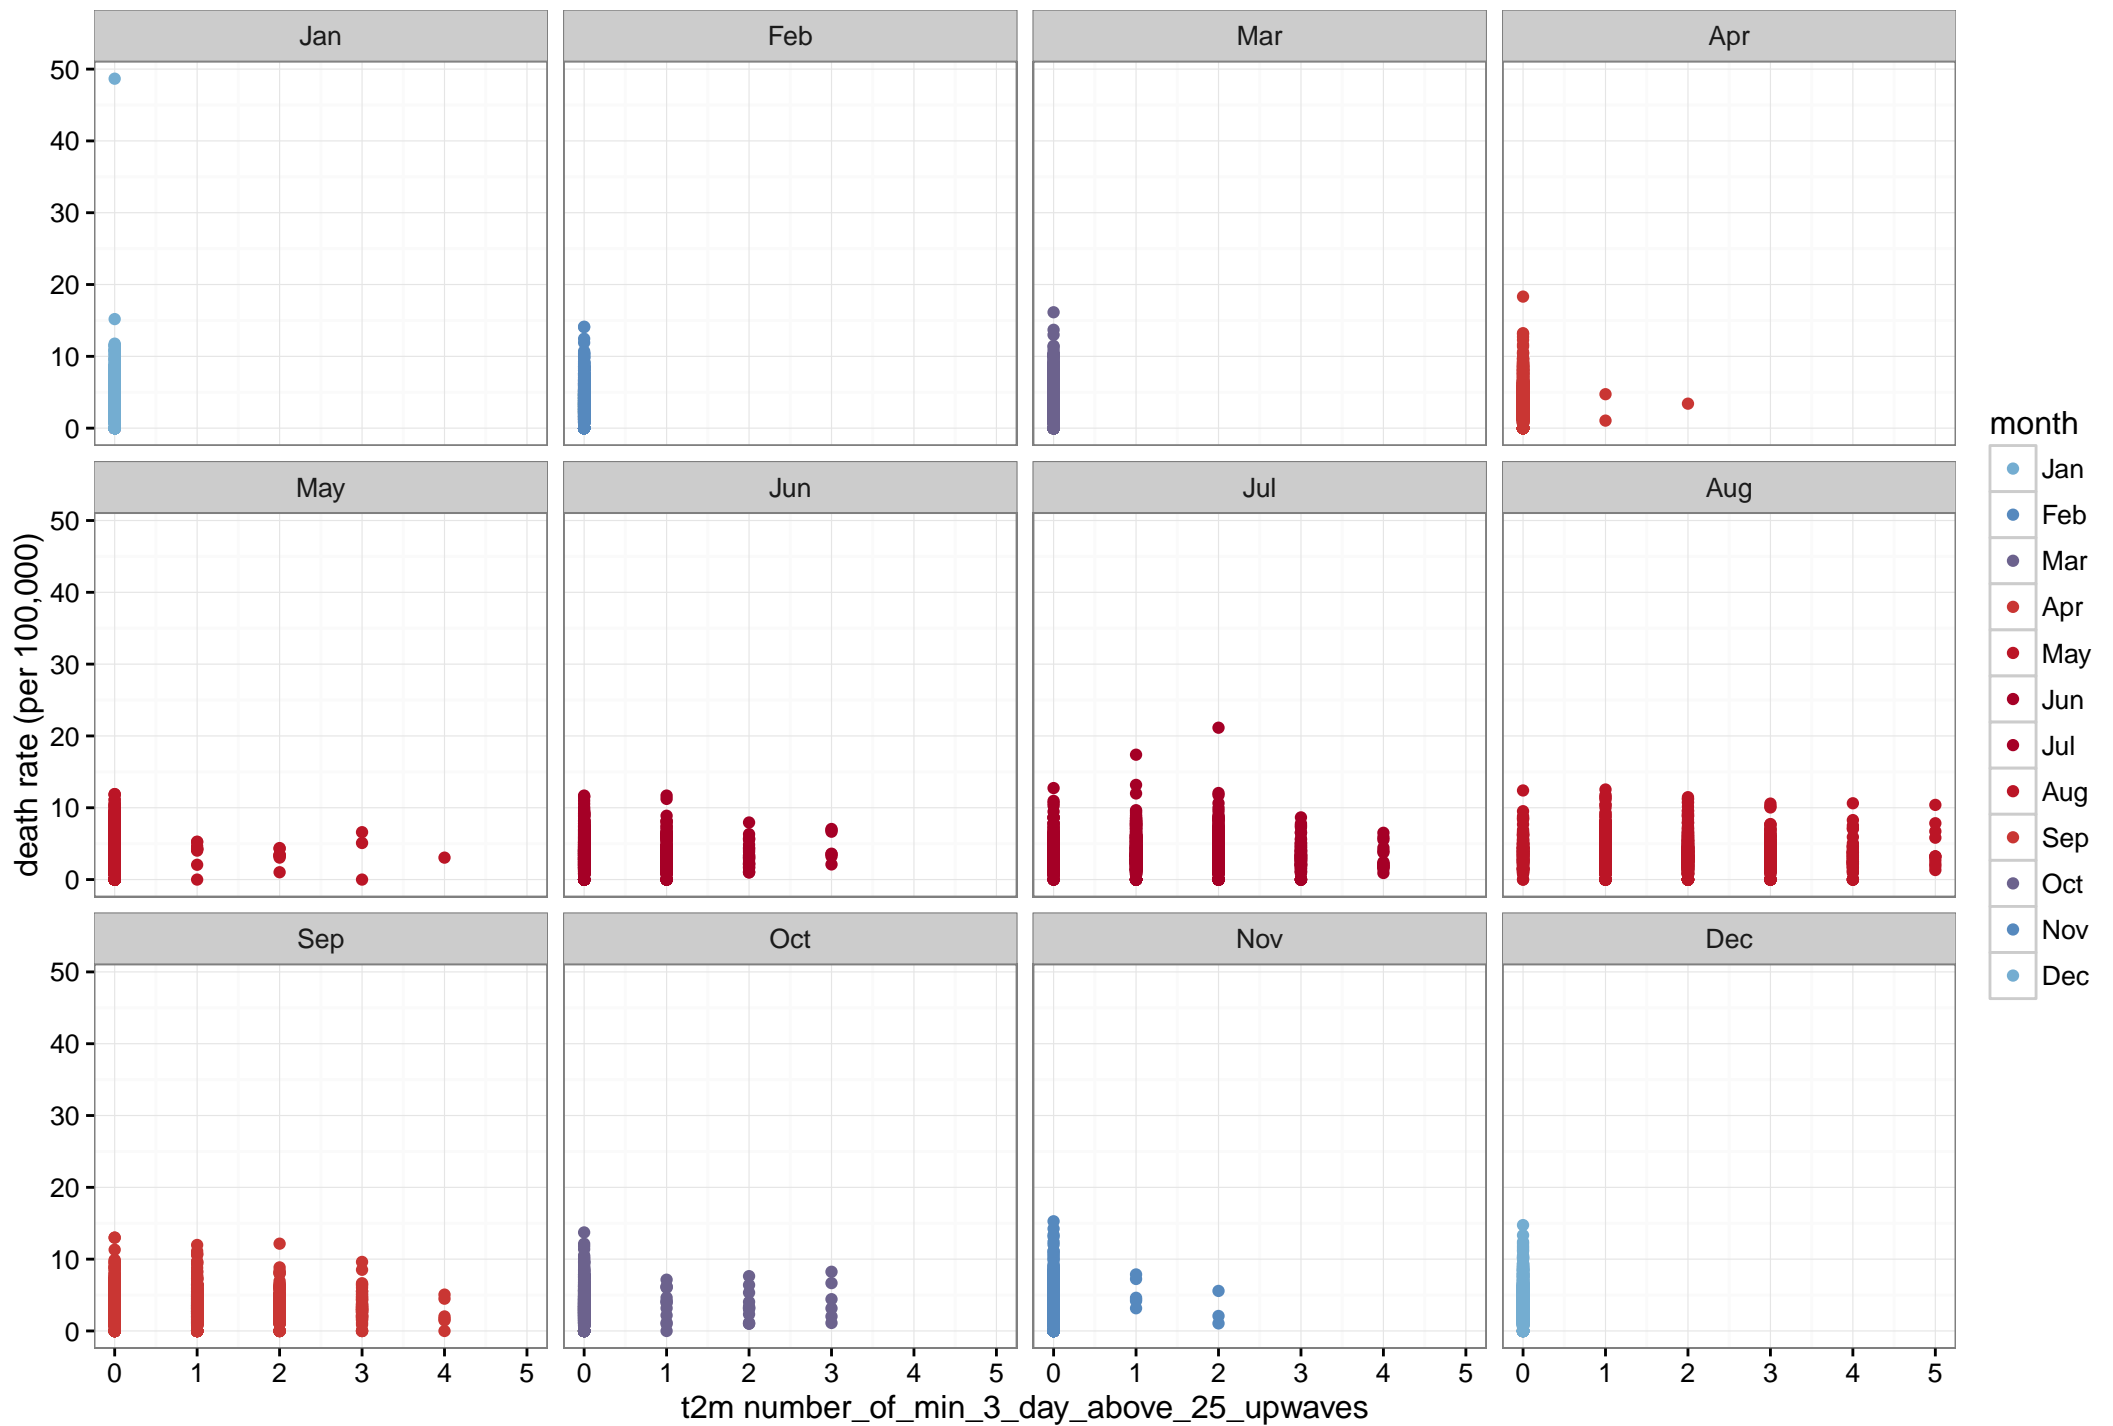 Jan Feb Mar Apr
50
40
30
20
10
0
May Jun Jul Aug
50
40
30
20
10
0
Sep Oct Nov Dec
50
40
30
20
10
0
0 1 2 3 4 5 0 1 2 3 4 5 0 1 2 3 4 5 0 1 2 3 4 5
t2m number_of_min_3_day_above_25_upwaves
death rate (per 100,000)
month
Jan
Feb
Mar
Apr
May
Jun
Jul
Aug
Sep
Oct
Nov
Dec